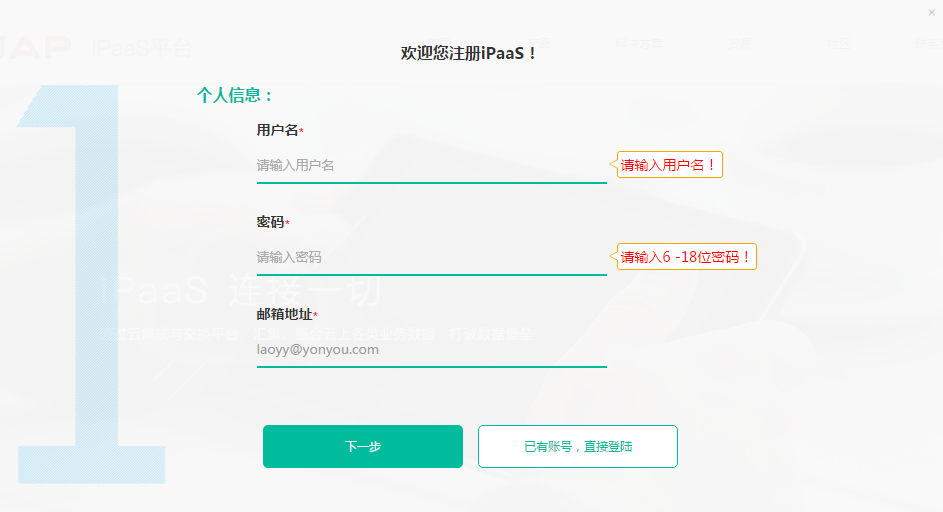 ×
iPaaS平台
欢迎您注册iPaaS！
个人信息：
用户名*
请输入用户名
请输入用户名！
密码*
请输入密码
请输入6 -18位密码！
iPaaS 连接一切
邮箱地址*
laoyy@yonyou.com
下一步
已有账号，直接登陆
1